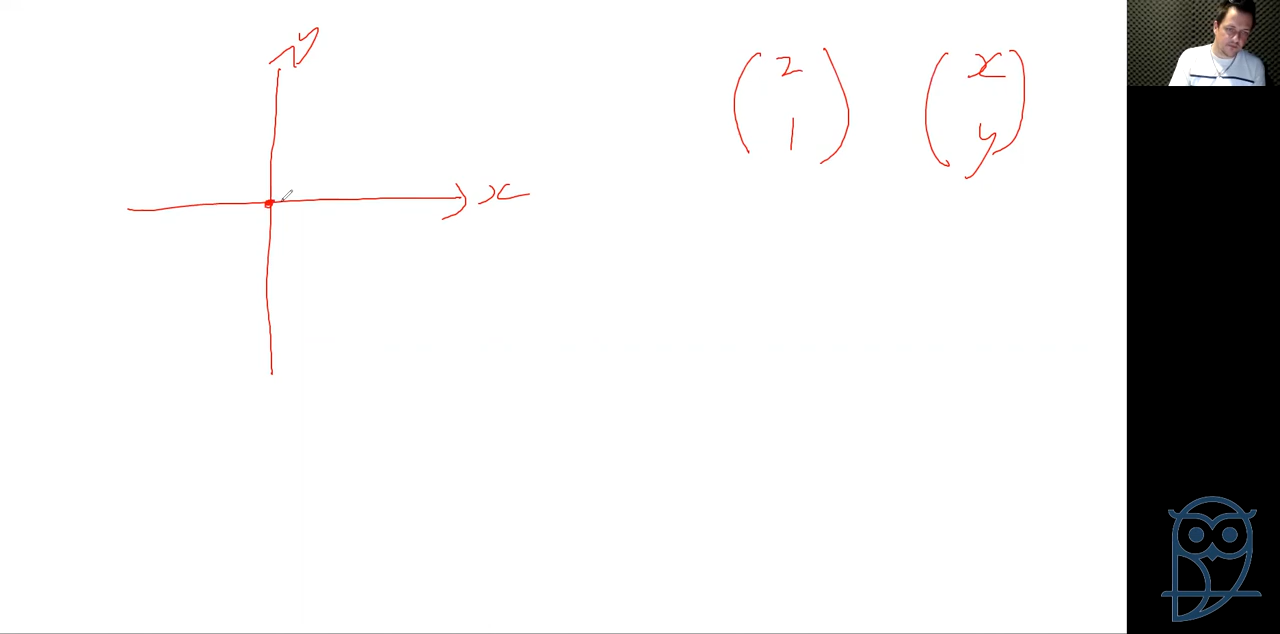 y
x
( 2 ) ( x )
( 1 ) ( y )